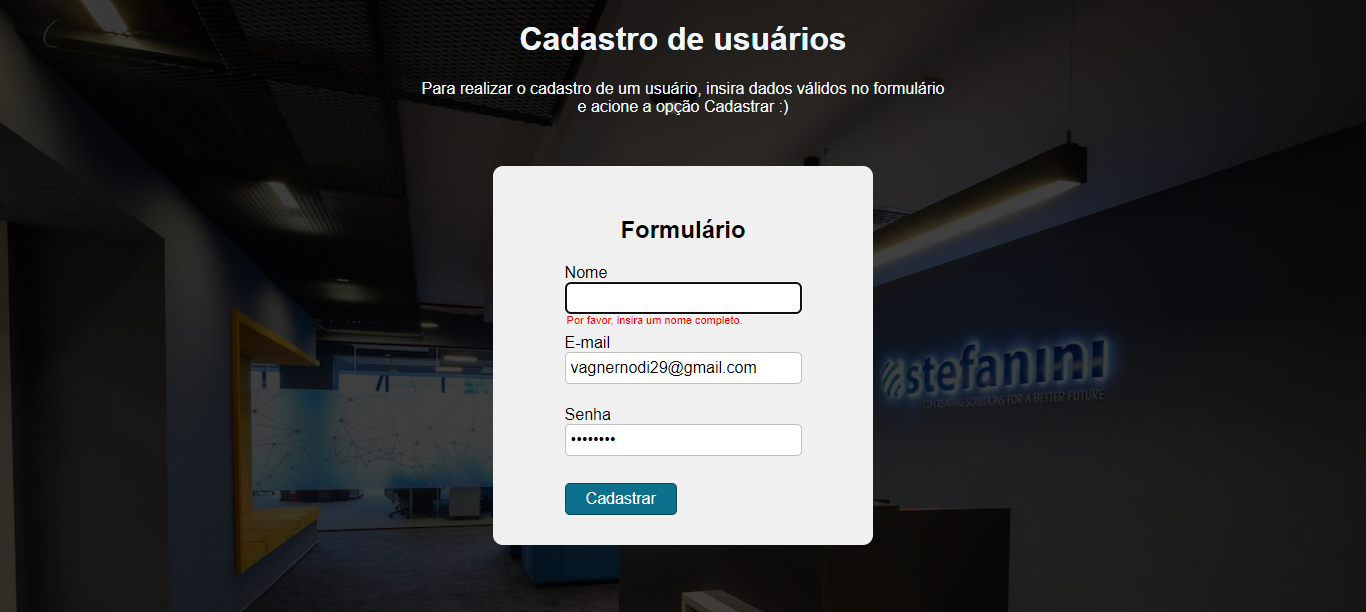 Cadastro de usuários
Para realizar o cadastro de um usuário, insira dados válidos no formulário
e acione a opção Cadastrar :)
Formulário
Nome
Por favor, insira um nome completo.
E-mail
vagnernodi29@gmail.com
Senha
••••••••
Cadastrar
stefanini
CO-CREATING SOLUTIONS FOR A BETTER FUTURE